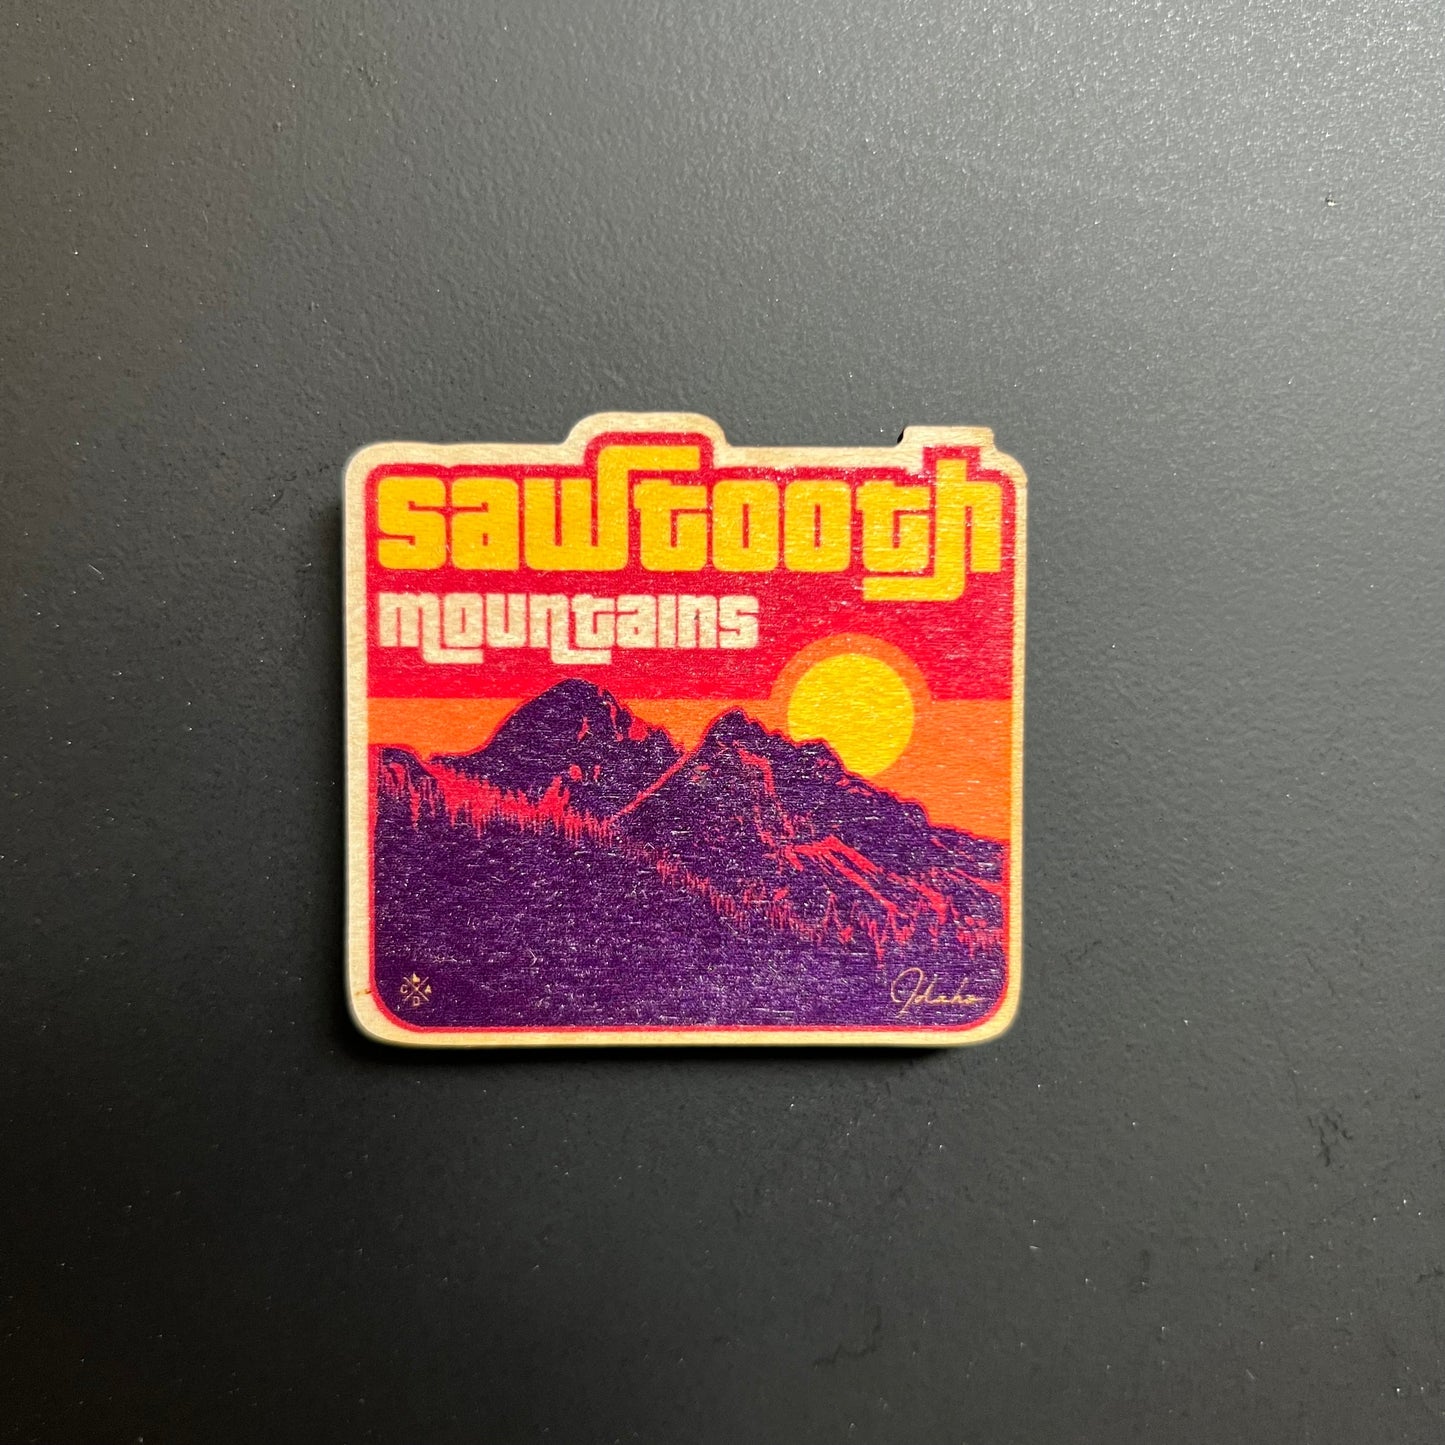 sawtooth
mountains
C A
D
Idaho